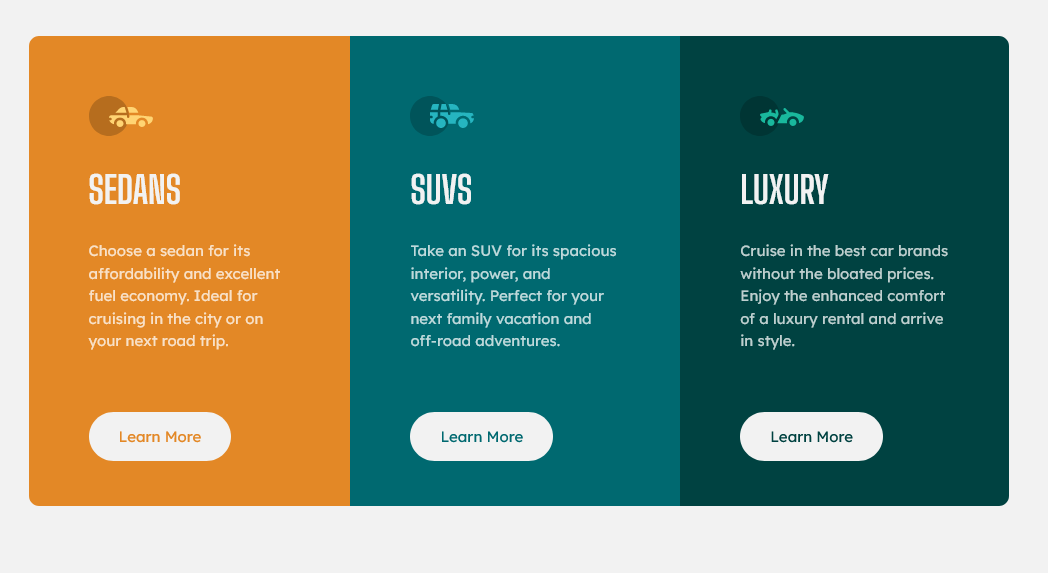 SEDANS
Choose a sedan for its
affordability and excellent
fuel economy. Ideal for
cruising in the city or on
your next road trip.
Learn More
SUVS
Take an SUV for its spacious
interior, power, and
versatility. Perfect for your
next family vacation and
off-road adventures.
Learn More
LUXURY
Cruise in the best car brands
without the bloated prices.
Enjoy the enhanced comfort
of a luxury rental and arrive
in style.
Learn More